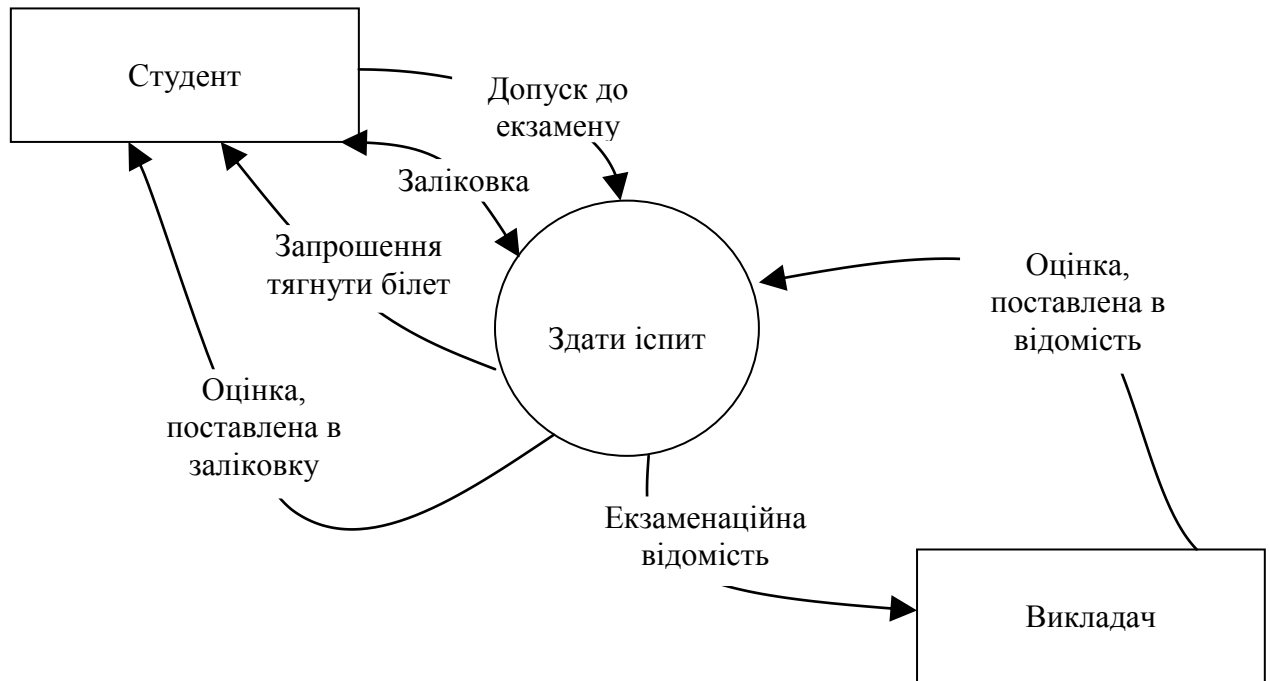 Студент
Допуск до
екзамену
Заліковка
Запрошення
тягнути білет
Оцінка,
поставлена в
відомість
Здати іспит
Оцінка,
поставлена в
заліковку
Екзаменаційна
відомість
Викладач